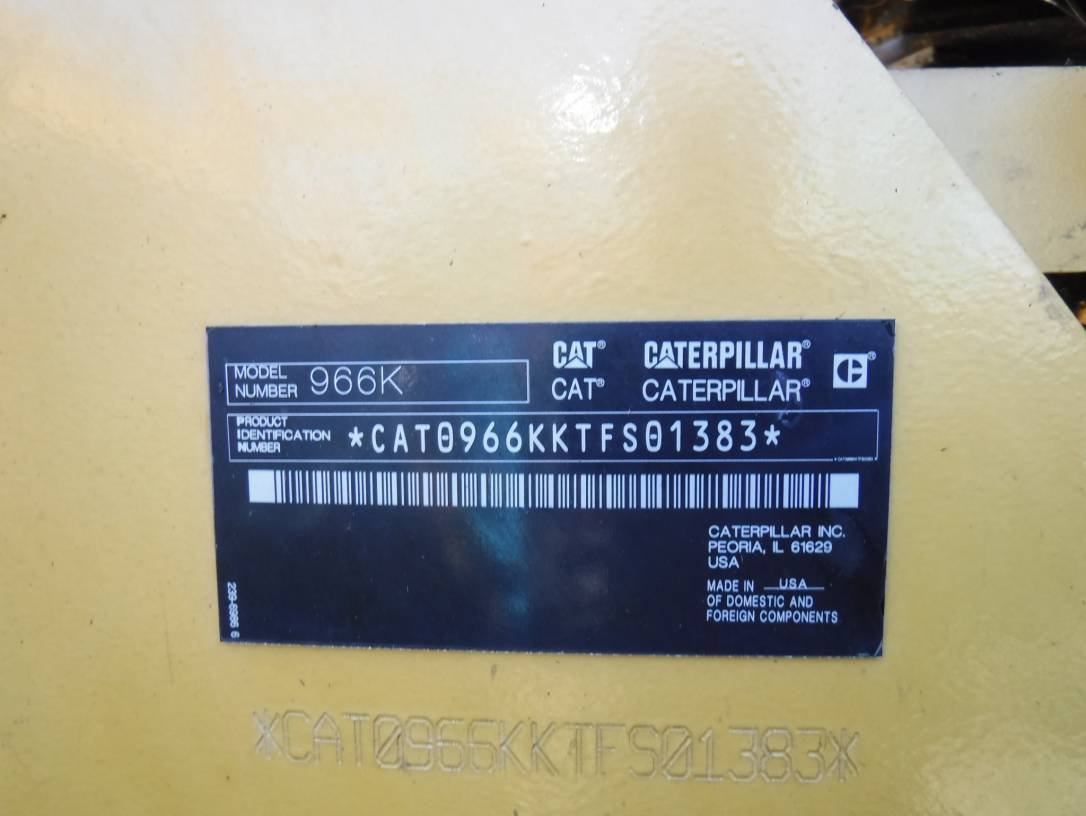 MODEL
NUMBER 966K
CAT® CATERPILLAR®
CAT® CATERPILLAR®
C®
PRODUCT
IDENTIFICATION
NUMBER
*CAT0966KKTFS01383*
CATERPILLAR INC.
PEORIA, IL 61629
USA
MADE IN USA
OF DOMESTIC AND
FOREIGN COMPONENTS
*CAT0966KKTFS01383*